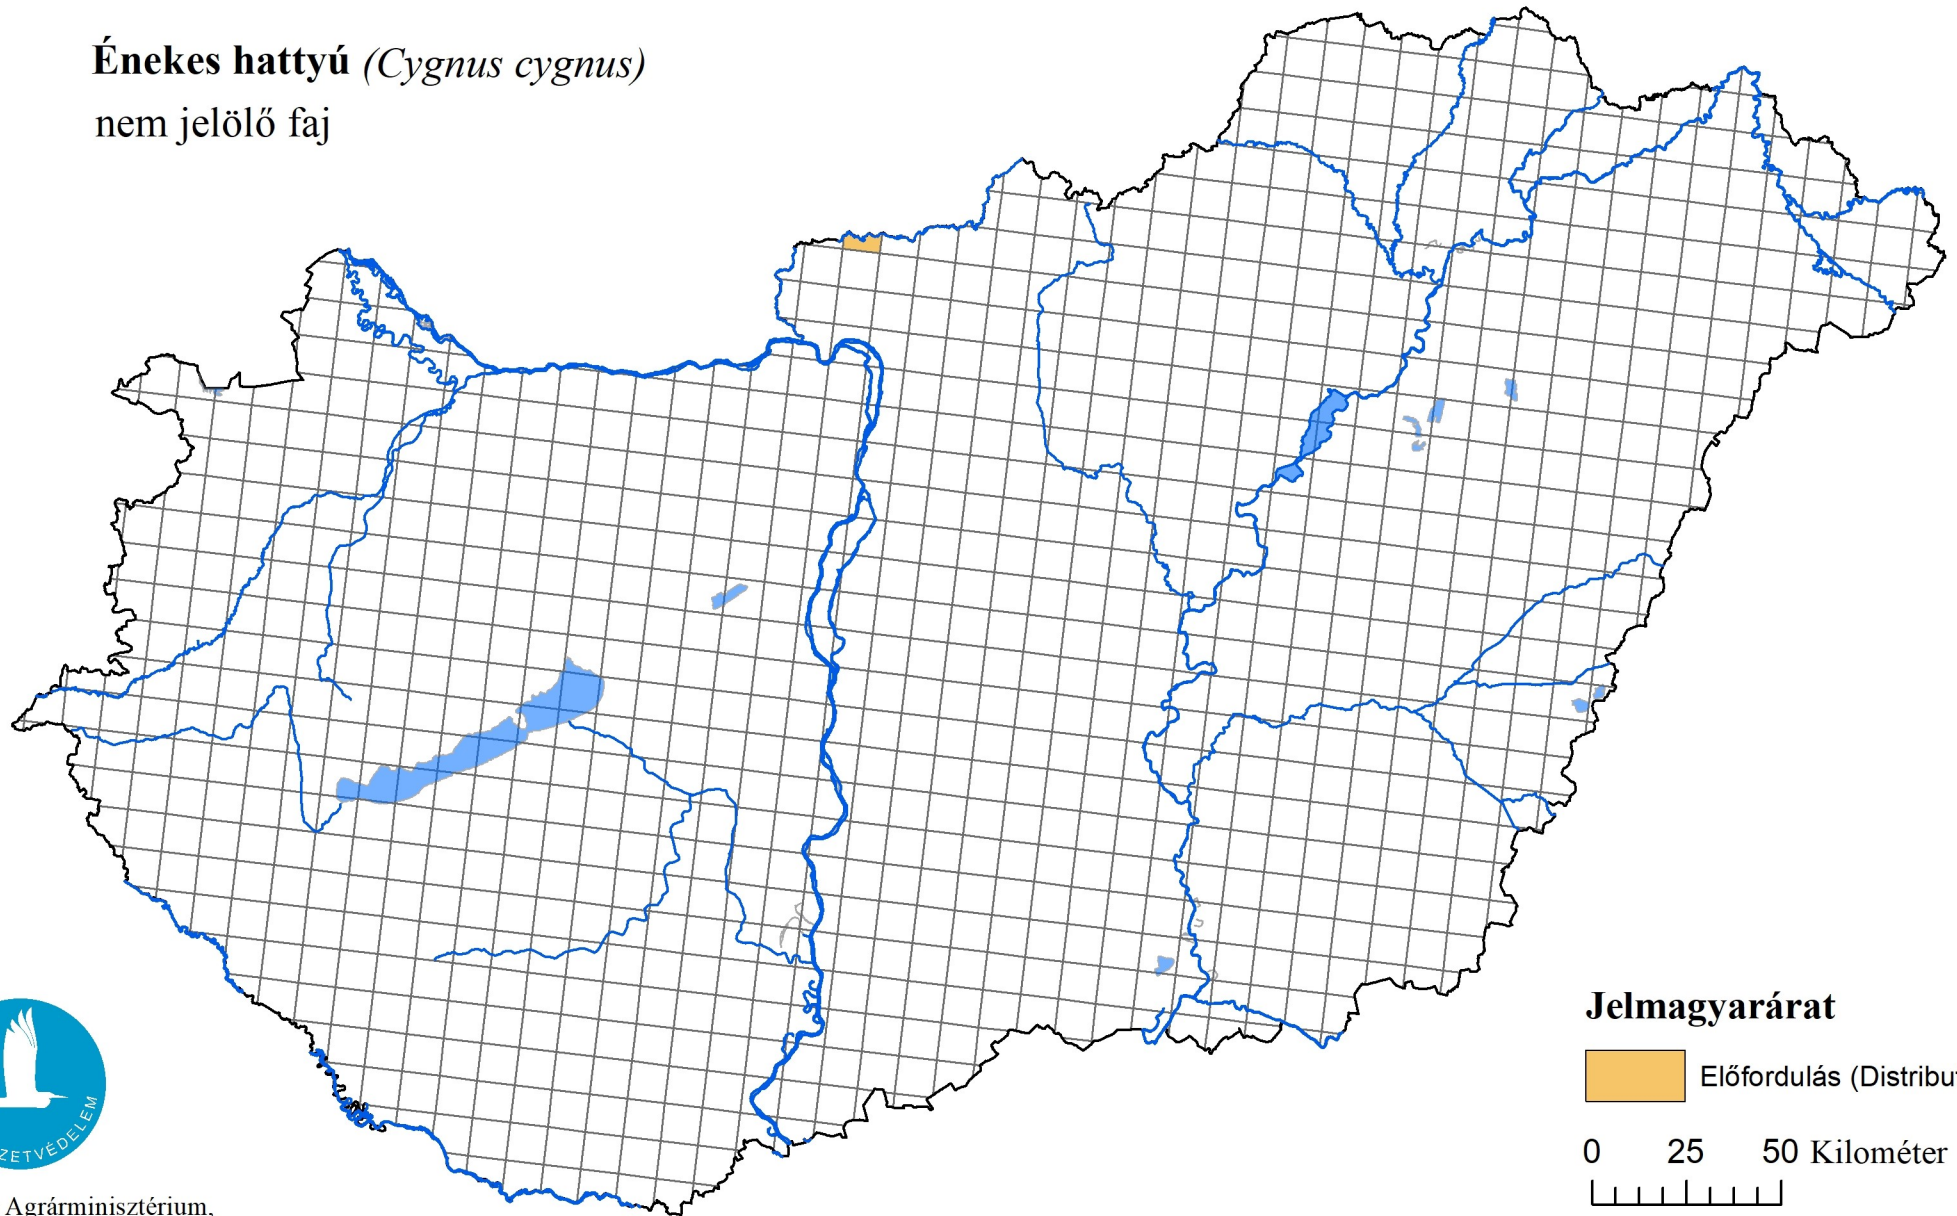 Énekes hattyú (Cygnus cygnus)
nem jelölő faj
Jelmagyarárat
Előfordulás (Distribu
0 25 50 Kilométer
ZETVÉDELEM
Agrárminisztérium,